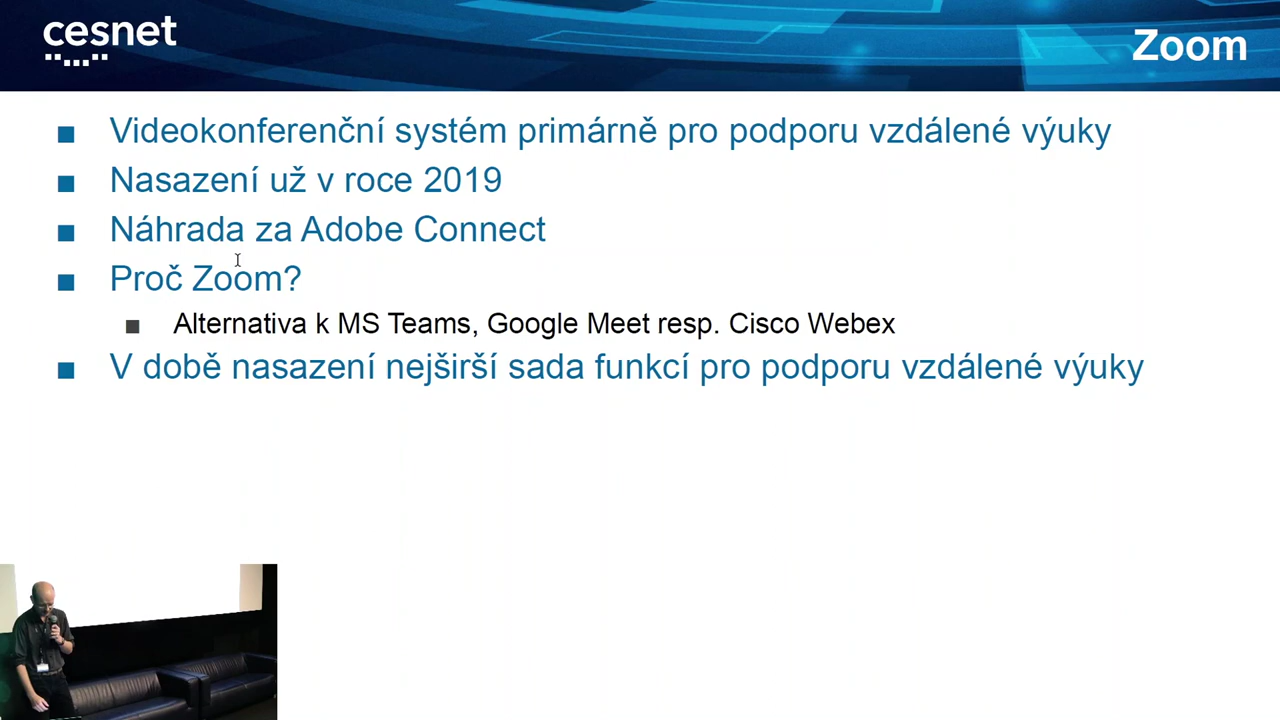 cesnet
Zoom
Videokonferenční systém primárně pro podporu vzdálené výuky
Nasazení už v roce 2019
Náhrada za Adobe Connect
Proč Zoom?
Alternativa k MS Teams, Google Meet resp. Cisco Webex
V době nasazení nejširší sada funkcí pro podporu vzdálené výuky